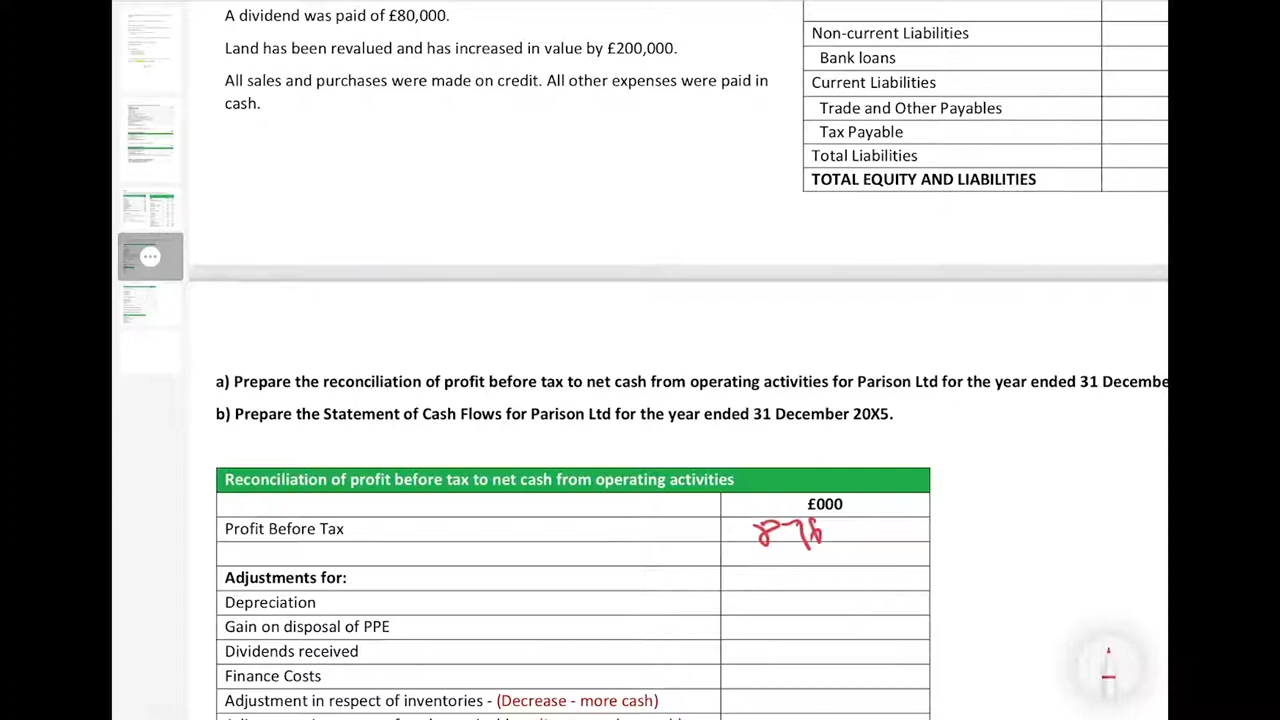 A dividend was paid of £80,000.
Land has been revalued and has increased in value by £200,000.
All sales and purchases were made on credit. All other expenses were paid in
cash.
Non-current Liabilities
Bank loans
Current Liabilities
Trade and Other Payables
Tax Payable
Total Liabilities
TOTAL EQUITY AND LIABILITIES
a) Prepare the reconciliation of profit before tax to net cash from operating activities for Parison Ltd for the year ended 31 Decembe
b) Prepare the Statement of Cash Flows for Parison Ltd for the year ended 31 December 20X5.
Reconciliation of profit before tax to net cash from operating activities
£000
Profit Before Tax
Adjustments for:
Depreciation
Gain on disposal of PPE
Dividends received
Finance Costs
Adjustment in respect of inventories - (Decrease - more cash)